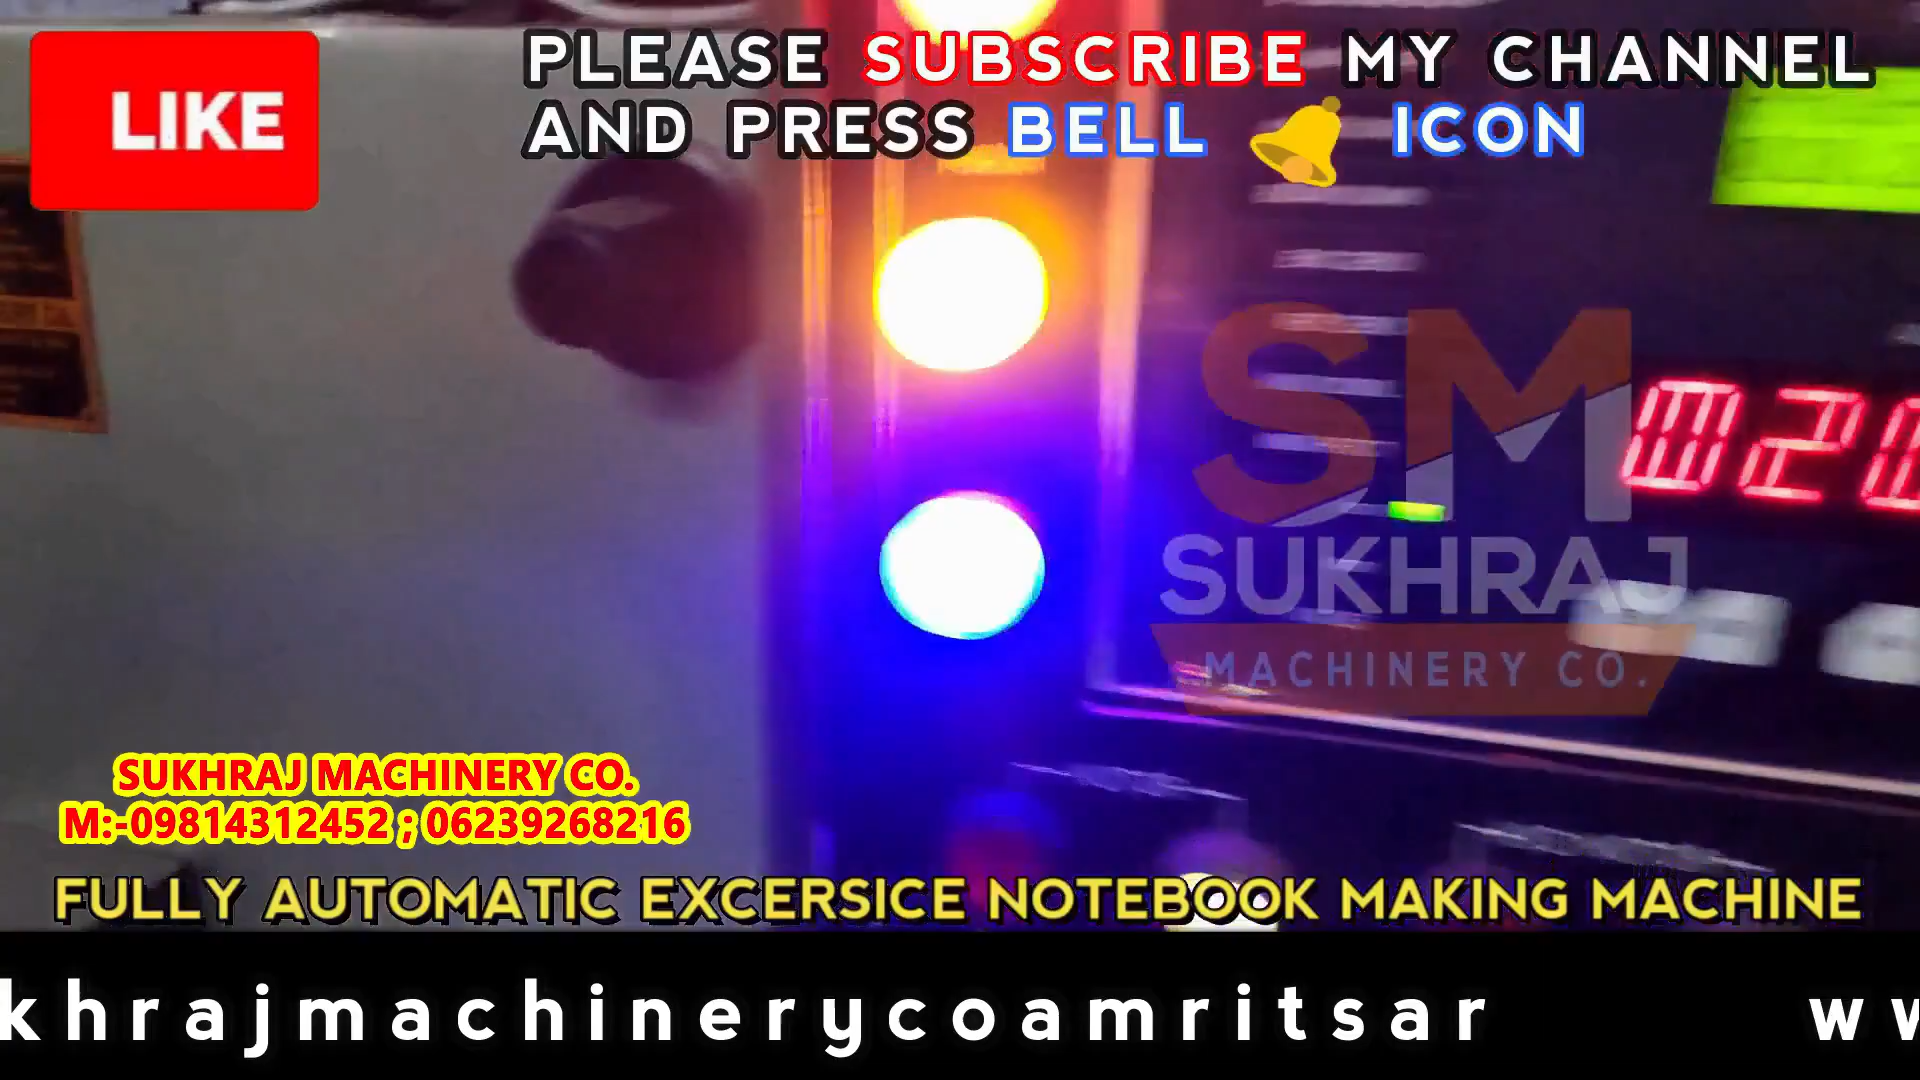 LIKE
PLEASE SUBSCRIBE MY CHANNEL
AND PRESS BELL 🔔 ICON
SM
SUKHRAJ
MACHINERY CO.
SUKHRAJ MACHINERY CO.
M:-09814312452 ; 06239268216
FULLY AUTOMATIC EXCERSICE NOTEBOOK MAKING MACHINE
khrajmachinerycoamritsar